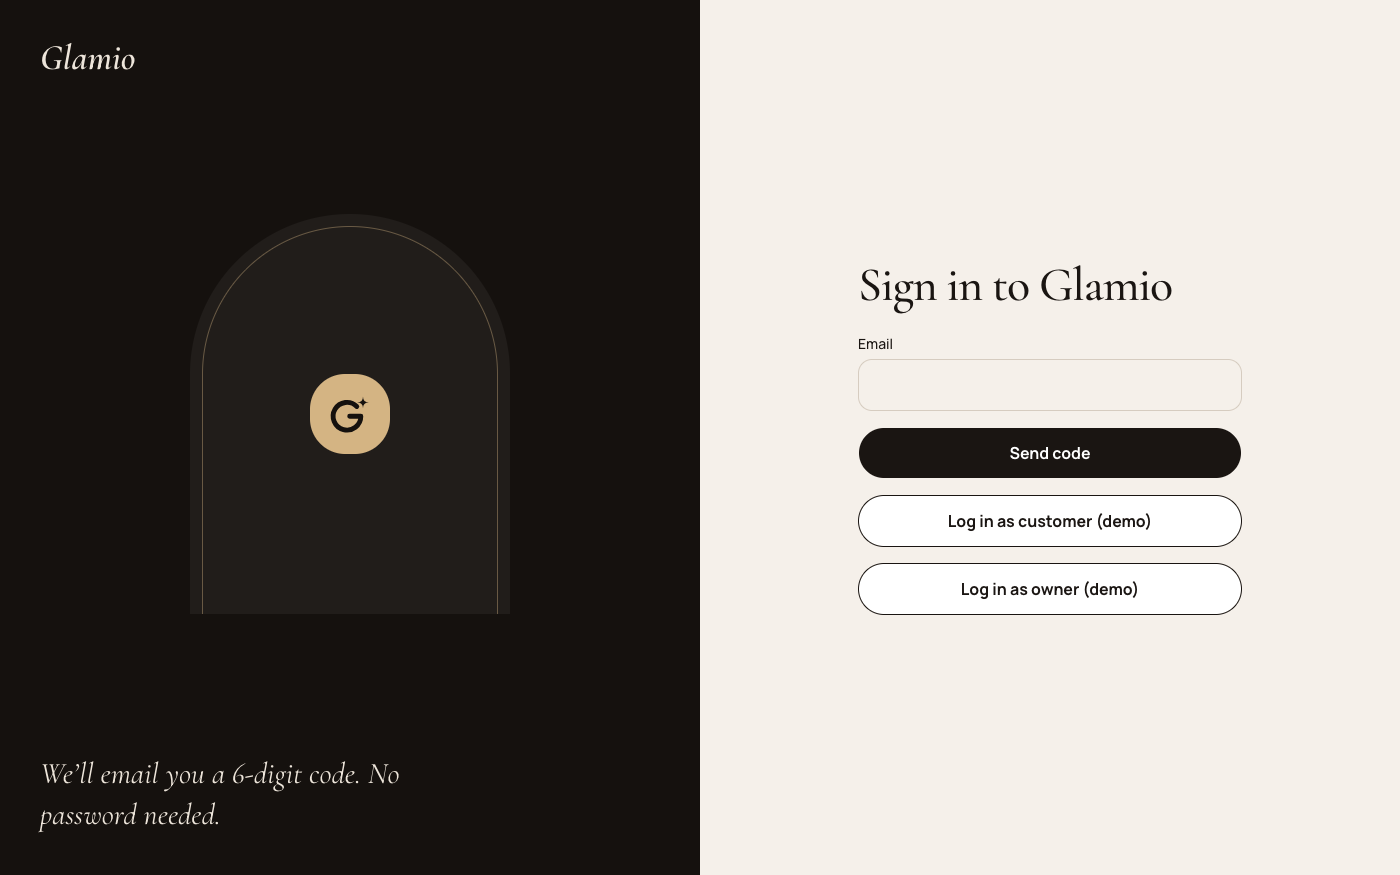 Glamio
G
We’ll email you a 6-digit code. No
password needed.
Sign in to Glamio
Email
Send code
Log in as customer (demo)
Log in as owner (demo)